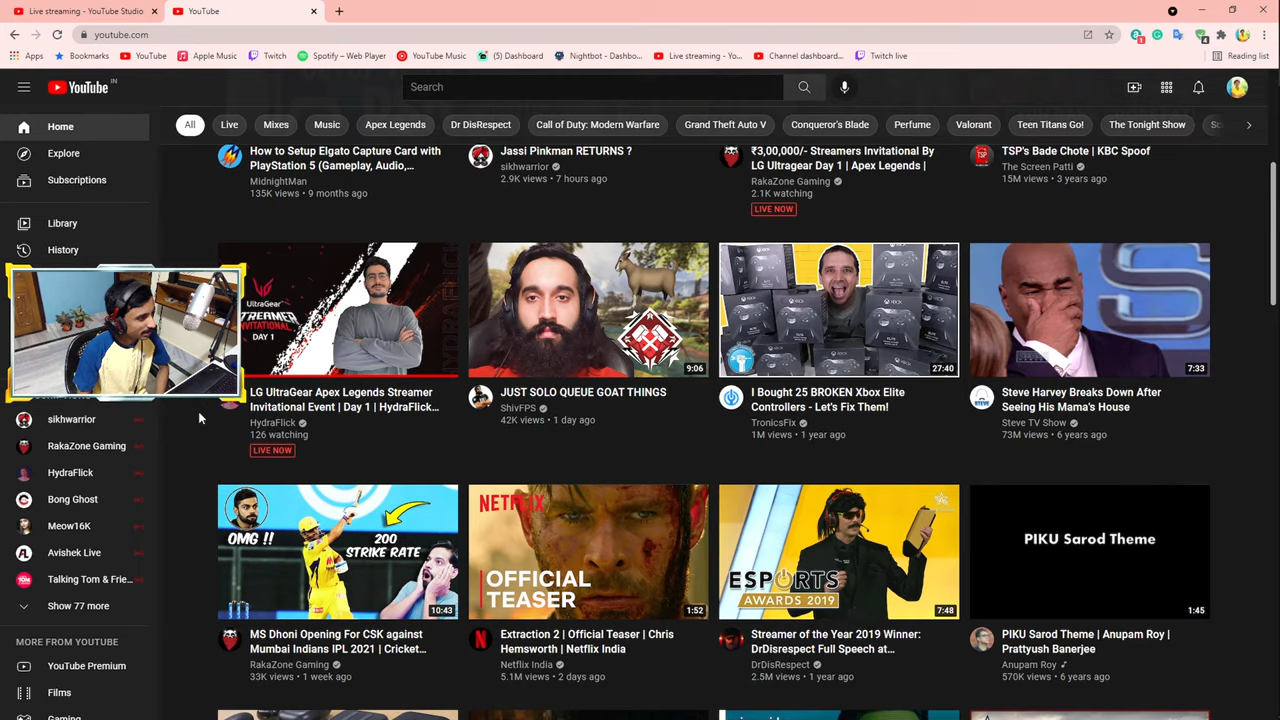 Live streaming - YouTube Studio
YouTube
youtube.com
Apps
Bookmarks
YouTube
Apple Music
Twitch
Spotify – Web Player
YouTube Music
(5) Dashboard
Nightbot - Dashbo...
Live streaming - Yo...
Channel dashboard...
Twitch live
Reading list
YouTube IN
Search
All
Live
Mixes
Music
Apex Legends
Dr DisRespect
Call of Duty: Modern Warfare
Grand Theft Auto V
Conqueror's Blade
Perfume
Valorant
Teen Titans Go!
The Tonight Show
Home
Explore
Subscriptions
Library
History
sikhwarrior
RakaZone Gaming
HydraFlick
Bong Ghost
Meow16K
Avishek Live
Talking Tom & Frie...
Show 77 more
MORE FROM YOUTUBE
YouTube Premium
Films
Gaming
How to Setup Elgato Capture Card with
PlayStation 5 (Gameplay, Audio,...
MidnightMan
135K views • 9 months ago
Jassi Pinkman RETURNS ?
sikhwarrior
2.9K views • 7 hours ago
₹3,00,000/- Streamers Invitational By
LG Ultragear Day 1 | Apex Legends |
RakaZone Gaming
2.1K watching
LIVE NOW
TSP's Bade Chote | KBC Spoof
The Screen Patti
15M views • 3 years ago
UltraGear
INVITATIONAL
DAY 1
HYDRAFLICK
LG UltraGear Apex Legends Streamer
Invitational Event | Day 1 | HydraFlick...
HydraFlick
126 watching
LIVE NOW
9:06
JUST SOLO QUEUE GOAT THINGS
ShivFPS
42K views • 1 day ago
XBOX
27:40
I Bought 25 BROKEN Xbox Elite
Controllers - Let's Fix Them!
TronicsFix
1M views • 1 year ago
7:33
STEVE
Steve Harvey Breaks Down After
Seeing His Mama's House
Steve TV Show
73M views • 6 years ago
OMG !!
200
STRIKE RATE
10:43
MS Dhoni Opening For CSK against
Mumbai Indians IPL 2021 | Cricket...
RakaZone Gaming
33K views • 1 week ago
NETFLIX
OFFICIAL
TEASER
1:52
Extraction 2 | Official Teaser | Chris
Hemsworth | Netflix India
Netflix India
5.1M views • 2 days ago
ESPORTS
AWARDS 2019
7:48
Streamer of the Year 2019 Winner:
DrDisrespect Full Speech at...
DrDisRespect
2.5M views • 1 year ago
PIKU Sarod Theme
1:45
PIKU Sarod Theme | Anupam Roy |
Prattyush Banerjee
Anupam Roy
570K views • 6 years ago